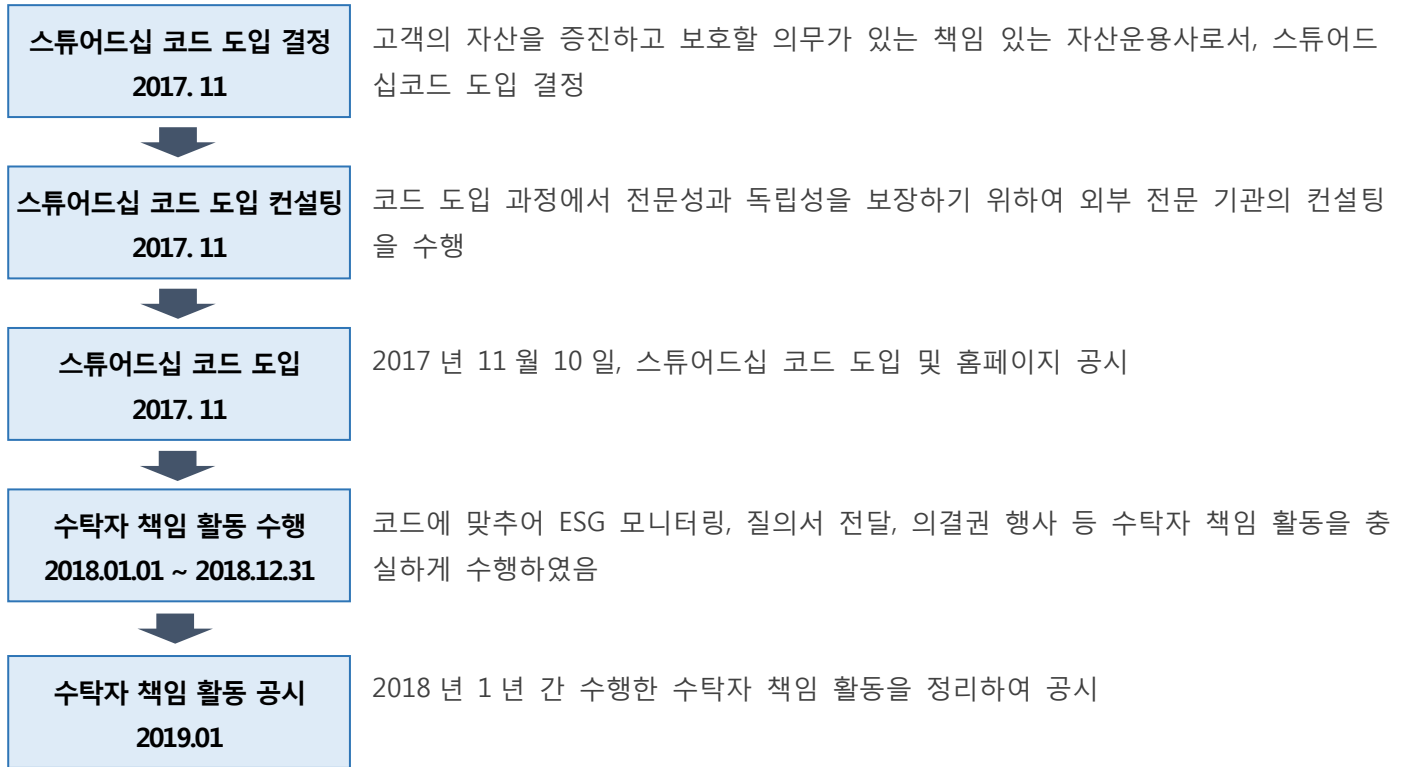 스튜어드십 코드 도입 결정
2017. 11
고객의 자산을 증진하고 보호할 의무가 있는 책임 있는 자산운용사로서, 스튜어드
십코드 도입 결정
스튜어드십 코드 도입 컨설팅
2017. 11
코드 도입 과정에서 전문성과 독립성을 보장하기 위하여 외부 전문 기관의 컨설팅
을 수행
스튜어드십 코드 도입
2017. 11
2017 년 11 월 10 일, 스튜어드십 코드 도입 및 홈페이지 공시
수탁자 책임 활동 수행
2018.01.01 ~ 2018.12.31
코드에 맞추어 ESG 모니터링, 질의서 전달, 의결권 행사 등 수탁자 책임 활동을 충
실하게 수행하였음
수탁자 책임 활동 공시
2019.01
2018 년 1 년 간 수행한 수탁자 책임 활동을 정리하여 공시